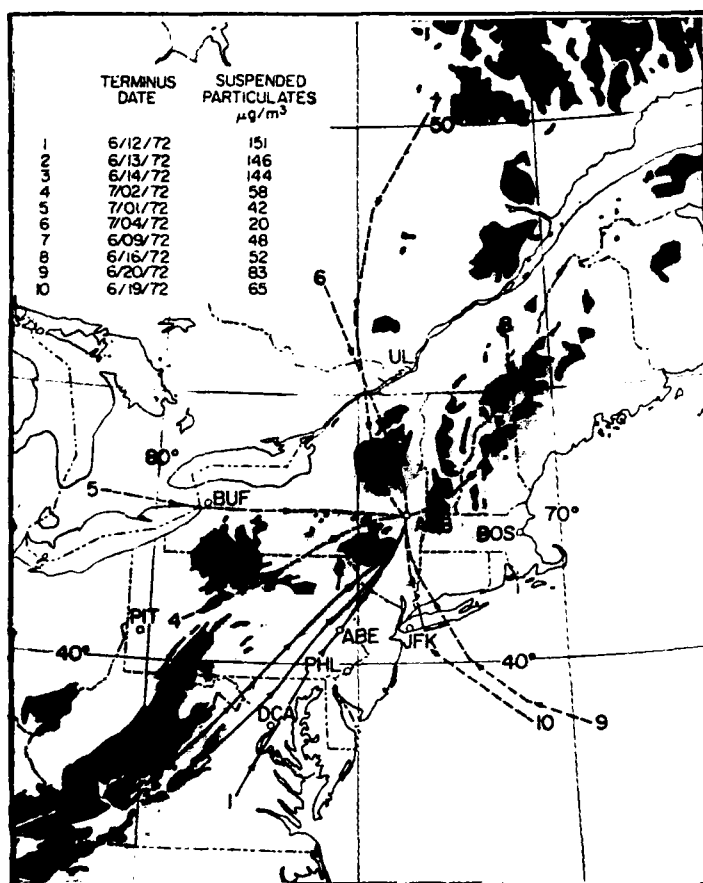 TERMINUS DATE SUSPENDED PARTICULATES µg/m³
1 6/12/72 151
2 6/13/72 146
3 6/14/72 144
4 7/02/72 58
5 7/01/72 42
6 7/04/72 20
7 6/09/72 48
8 6/16/72 52
9 6/20/72 83
10 6/19/72 65
7
50
6
8
UL
80°
5
BUF
70°
BOS
4
PIT
ABE
JFK
40°
PHL
40°
DCA
10
9
1